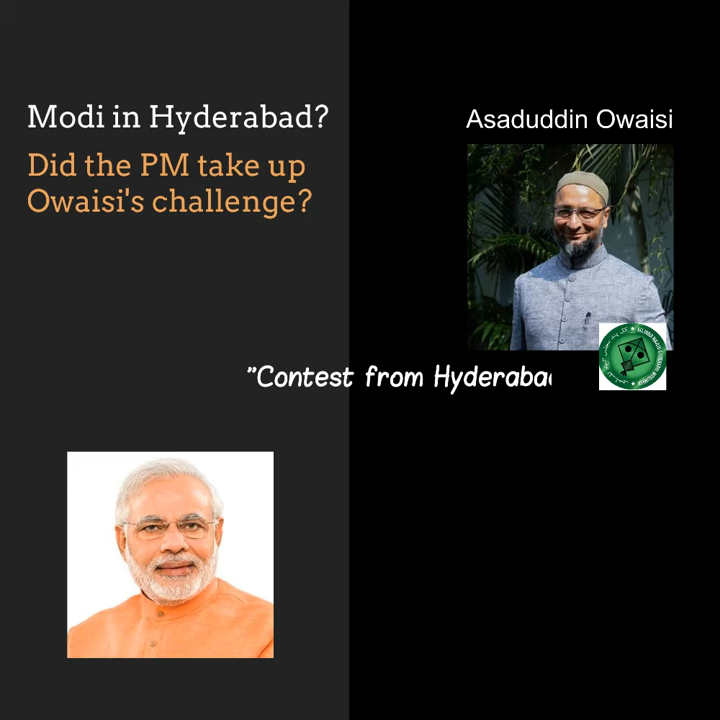 Modi in Hyderabad?
Did the PM take up
Owaisi's challenge?
Asaduddin Owaisi
"Contest from Hyderaba